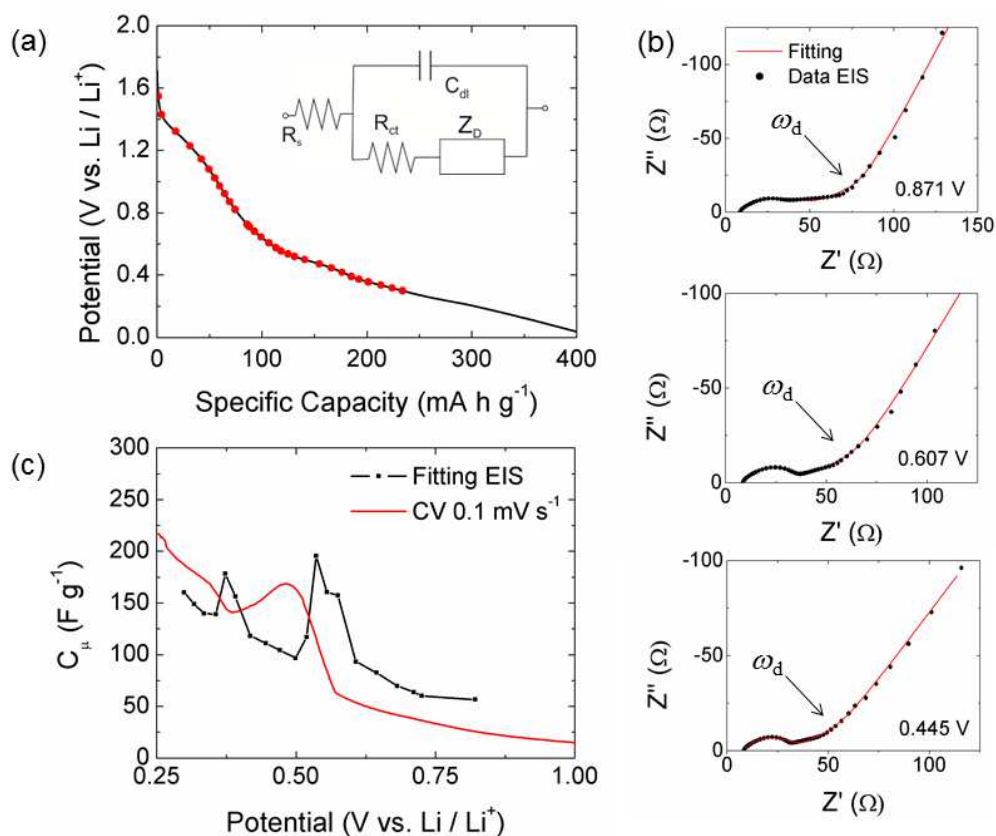 (a)
2.0
1.6
1.2
0.8
0.4
0.0
Potential (V vs. Li / Li⁺)
0
100
200
300
400
Specific Capacity (mA h g⁻¹)
R_s
R_ct
C_dl
Z_D
(b)
-100
-50
0
Z'' (Ω)
Fitting
Data EIS
ω_d
0.871 V
0
50
100
150
Z' (Ω)
-100
-50
0
Z'' (Ω)
ω_d
0.607 V
50
100
Z' (Ω)
-100
-50
0
Z'' (Ω)
ω_d
0.445 V
0
50
100
Z' (Ω)
(c)
300
250
200
150
100
50
0
C_μ (F g⁻¹)
Fitting EIS
CV 0.1 mV s⁻¹
0.25
0.50
0.75
1.00
Potential (V vs. Li / Li⁺)